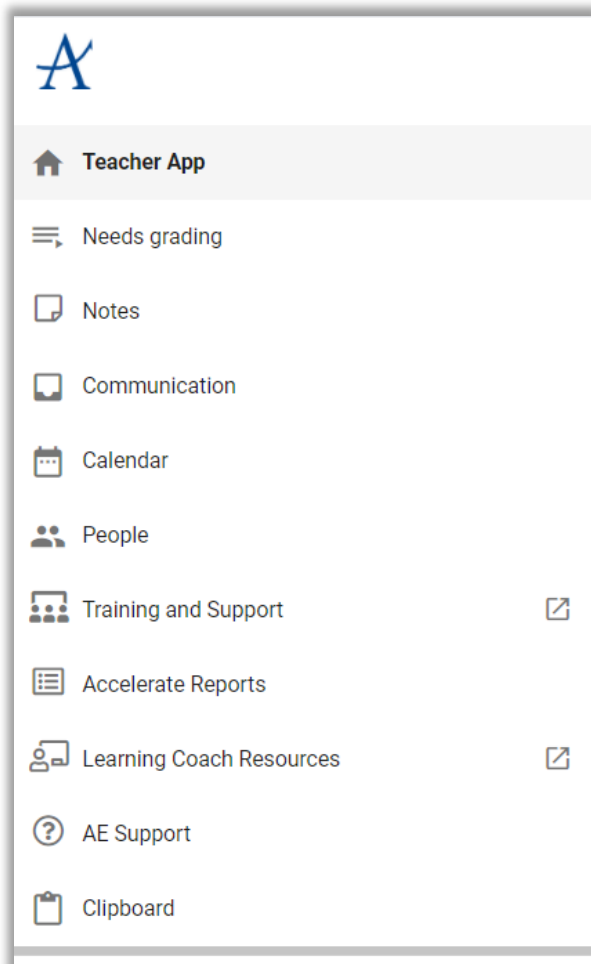 Teacher App
Needs grading
Notes
Communication
Calendar
People
Training and Support
Accelerate Reports
Learning Coach Resources
AE Support
Clipboard